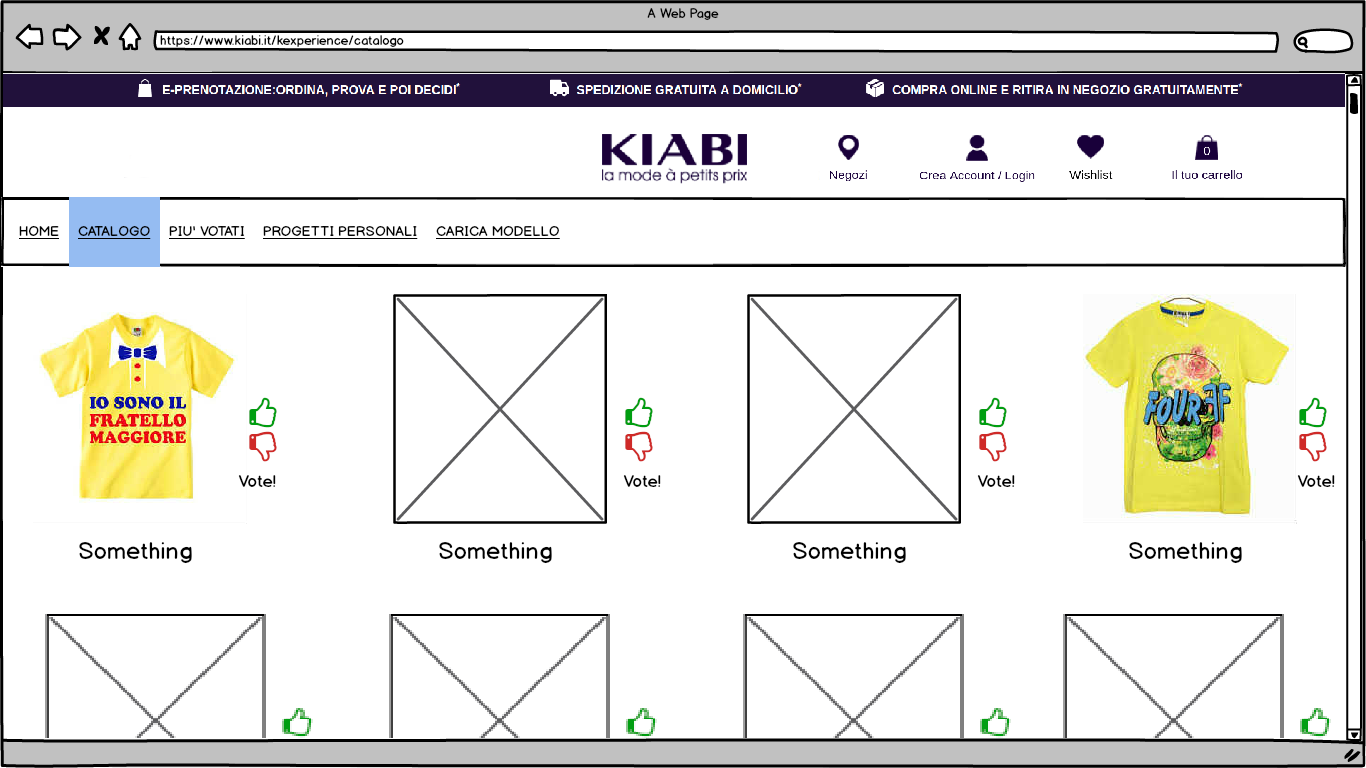 A Web Page
https://www.kiabi.it/kexperience/catalogo
E-PRENOTAZIONE:ORDINA, PROVA E POI DECIDI*
SPEDIZIONE GRATUITA A DOMICILIO*
COMPRA ONLINE E RITIRA IN NEGOZIO GRATUITAMENTE*
KIABI
la mode à petits prix
Negozi
Crea Account / Login
Wishlist
0
Il tuo carrello
HOME
CATALOGO
PIU' VOTATI
PROGETTI PERSONALI
CARICA MODELLO
IO SONO IL
FRATELLO
MAGGIORE
Vote!
Vote!
Vote!
FOUR
Vote!
Something
Something
Something
Something